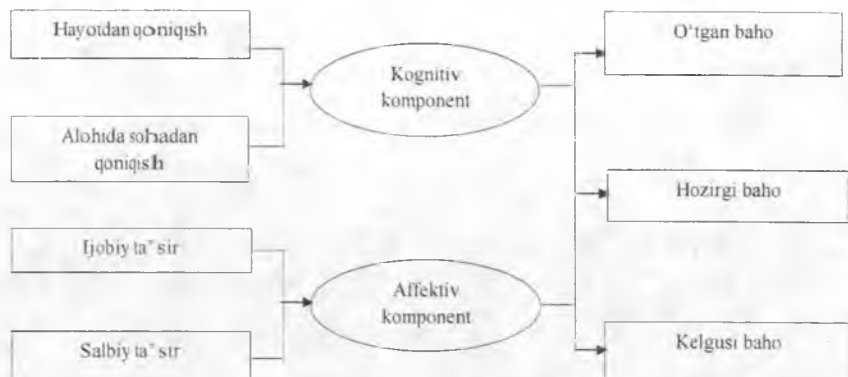 Hayotdan qoniqish
O‘tgan baho
Kognitiv
komponent
Alohida sohadan
qoniqish
Hozirgi baho
Ijobiy ta’sir
Affektiv
komponent
Salbiy ta’sir
Kelgusi baho